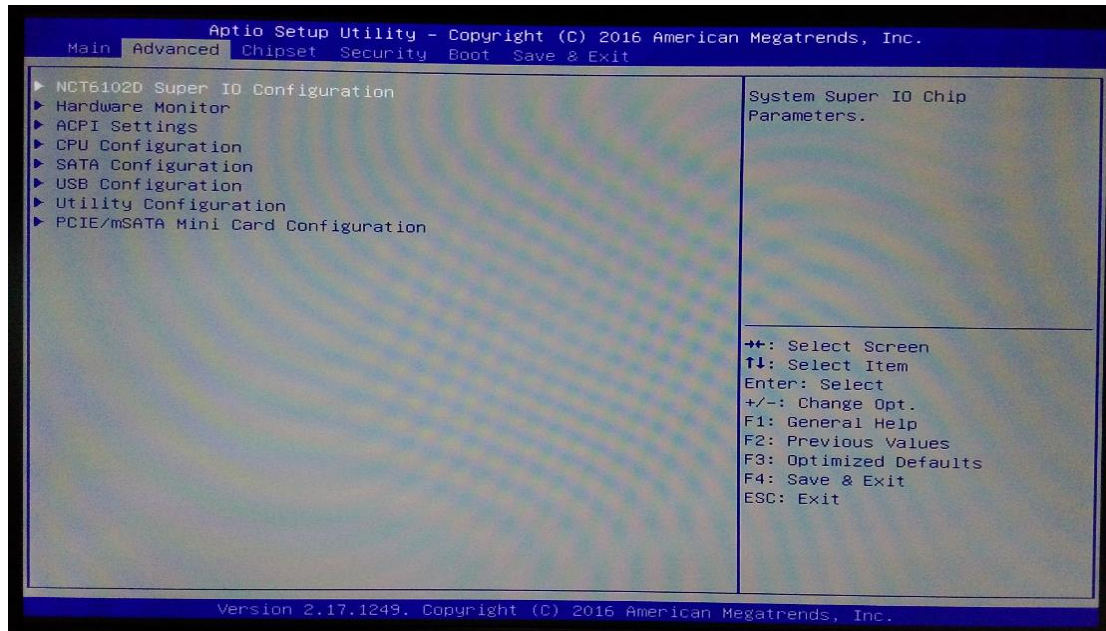 Aptio Setup Utility – Copyright (C) 2016 American Megatrends, Inc.
Main Advanced Chipset Security Boot Save & Exit
▶ NCT6102D Super IO Configuration
▶ Hardware Monitor
▶ ACPI Settings
▶ CPU Configuration
▶ SATA Configuration
▶ USB Configuration
▶ Utility Configuration
▶ PCIE/mSATA Mini Card Configuration
System Super IO Chip
Parameters.
→←: Select Screen
↑↓: Select Item
Enter: Select
+/-: Change Opt.
F1: General Help
F2: Previous Values
F3: Optimized Defaults
F4: Save & Exit
ESC: Exit
Version 2.17.1249. Copyright (C) 2016 American Megatrends, Inc.